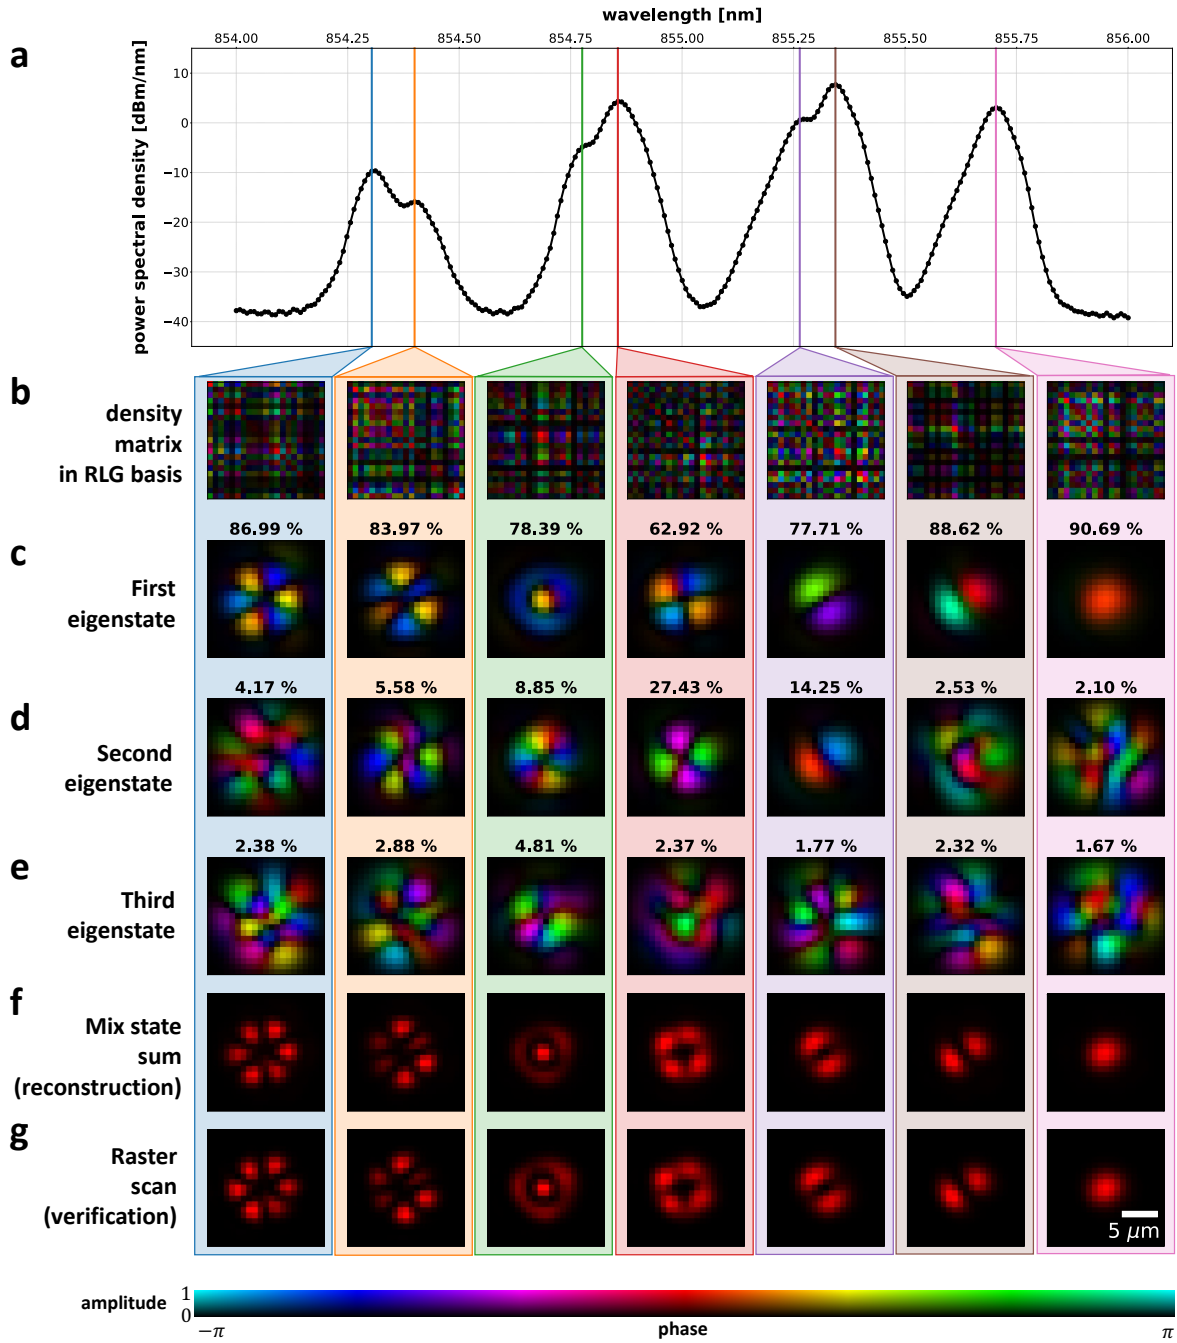 wavelength [nm]
a
854.00 854.25 854.50 854.75 855.00 855.25 855.50 855.75 856.00
power spectral density [dBm/nm]
10
0
−10
−20
−30
−40
b
density
matrix
in RLG basis
86.99 % 83.97 % 78.39 % 62.92 % 77.71 % 88.62 % 90.69 %
c
First
eigenstate
4.17 % 5.58 % 8.85 % 27.43 % 14.25 % 2.53 % 2.10 %
d
Second
eigenstate
2.38 % 2.88 % 4.81 % 2.37 % 1.77 % 2.32 % 1.67 %
e
Third
eigenstate
f
Mix state
sum
(reconstruction)
g
Raster
scan
(verification)
5 μm
amplitude
1
0
−π phase π